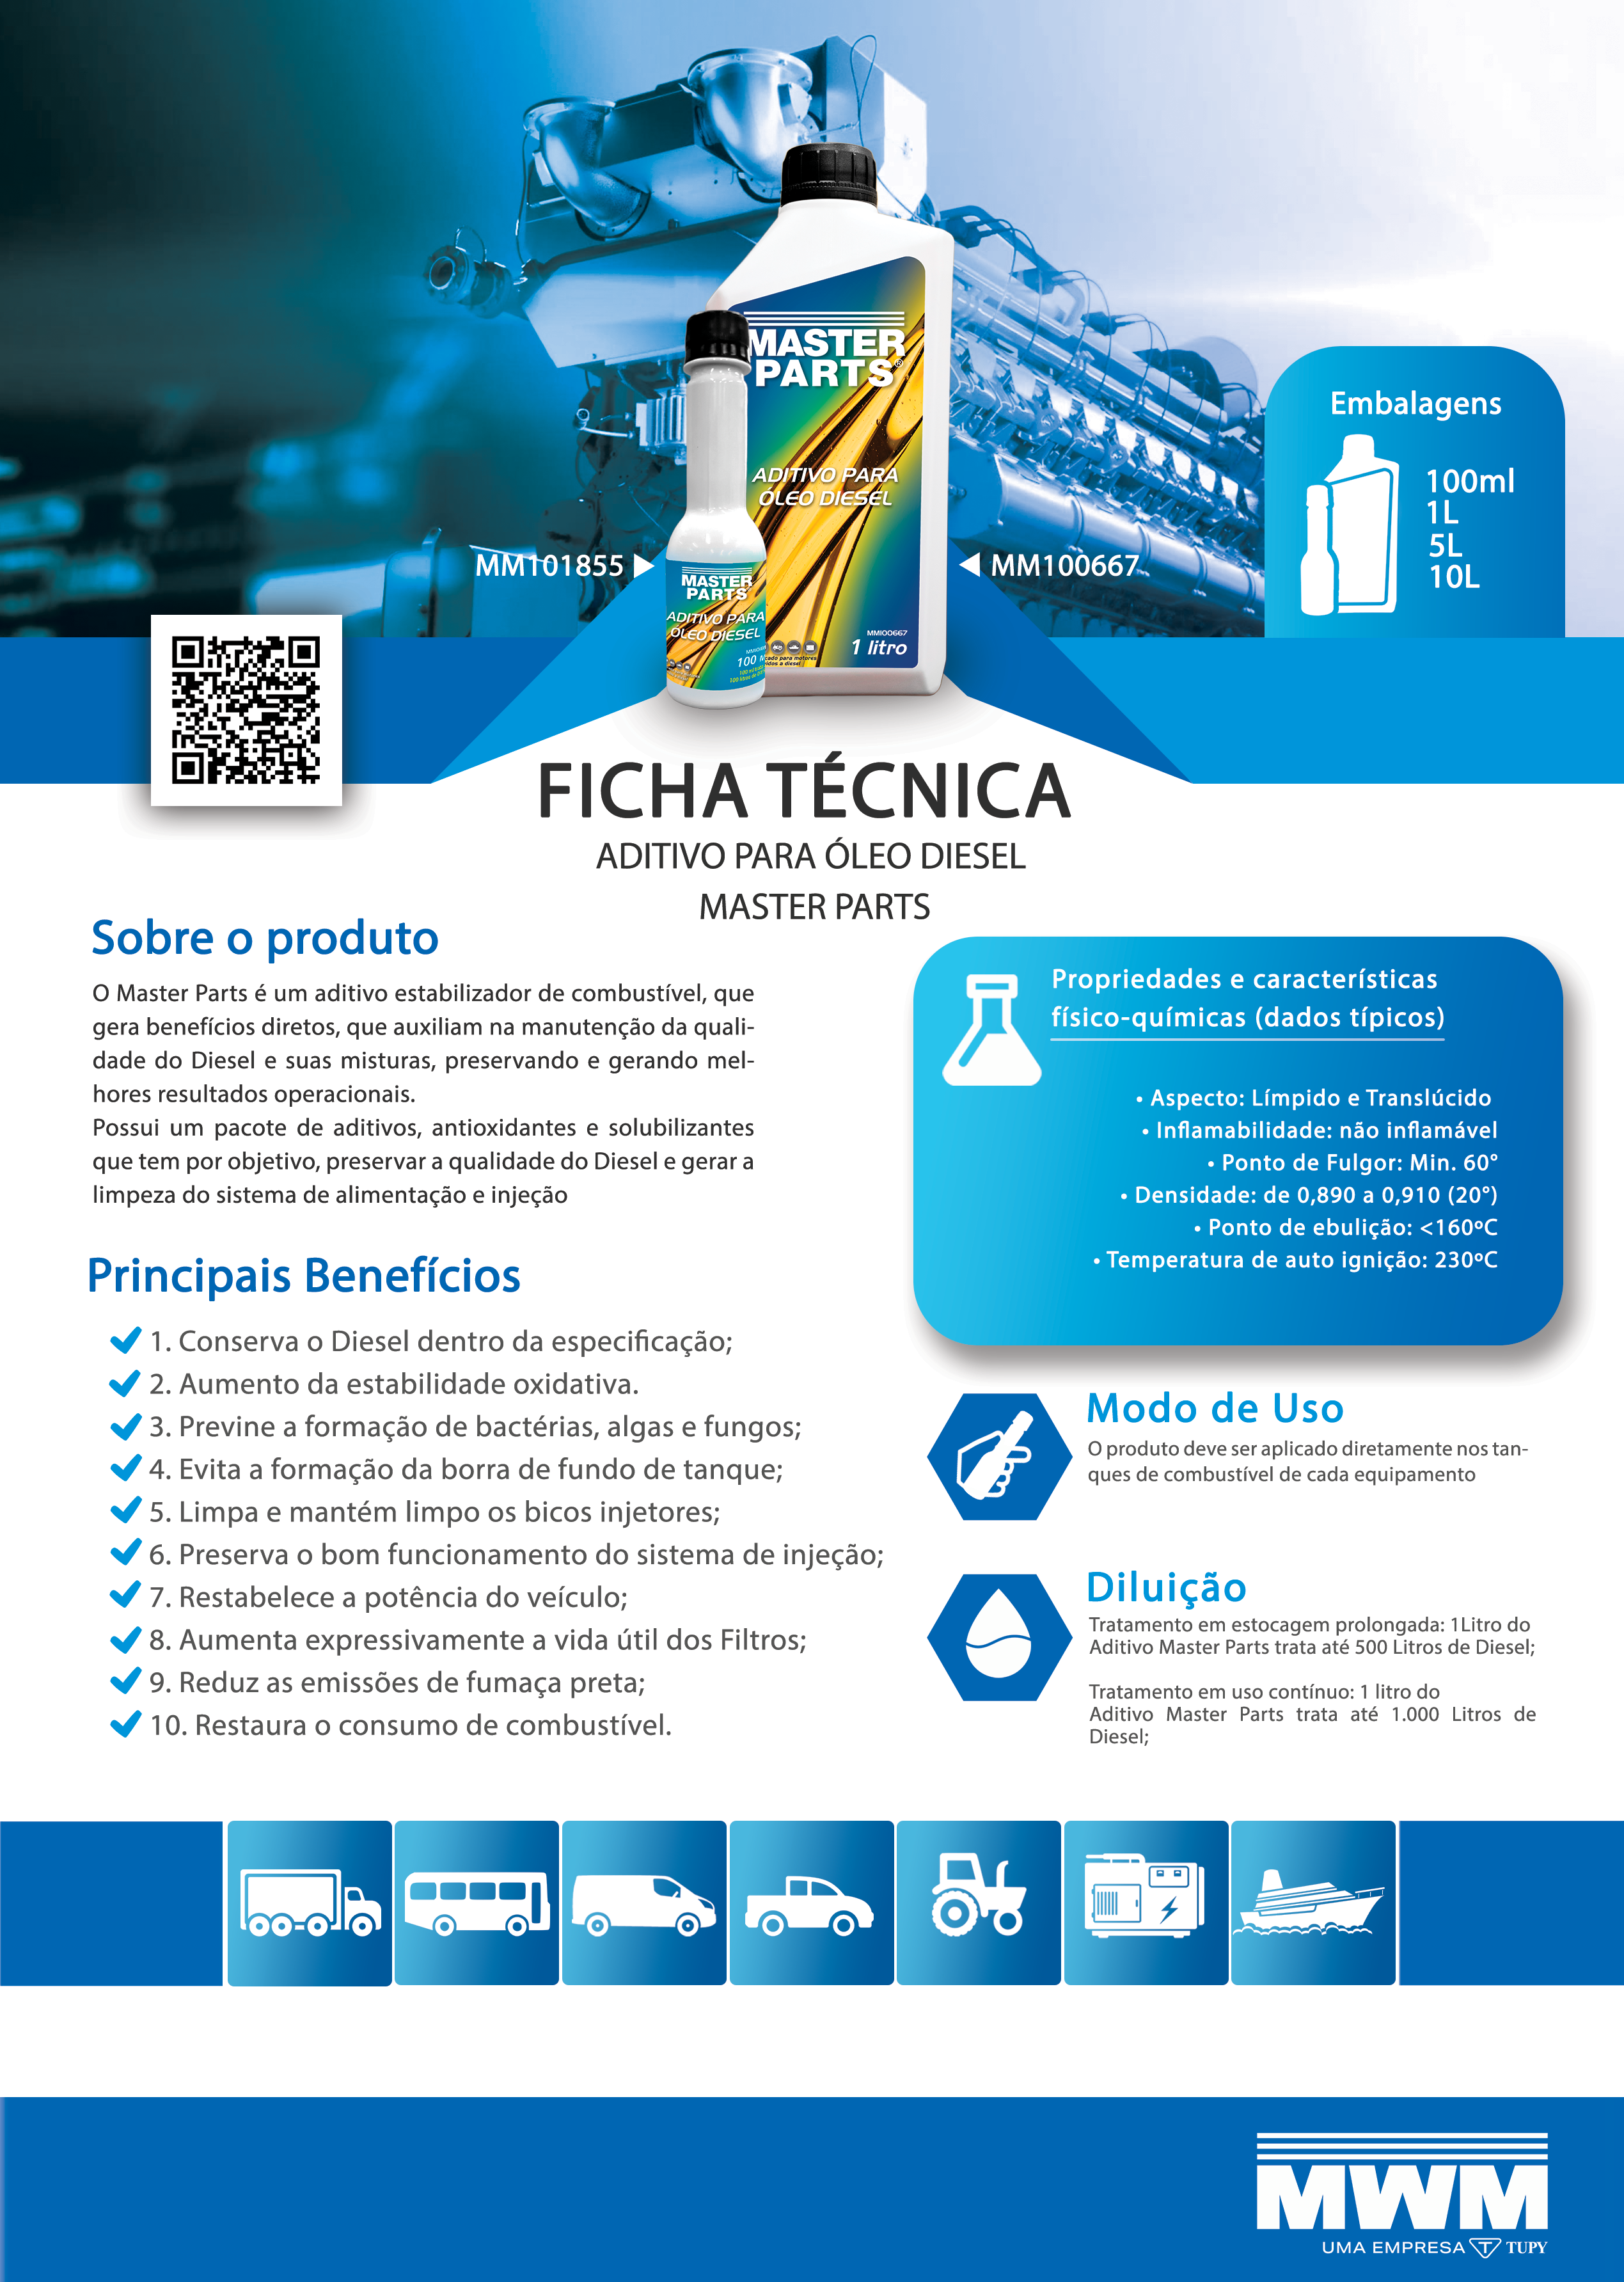 MASTER
PARTS®
ADITIVO PARA
ÓLEO DIESEL
MM100667
1 litro
MASTER
PARTS
ADITIVO PARA
ÓLEO DIESEL
100
MM101855
MM100667
Embalagens
100ml
1L
5L
10L
FICHA TÉCNICA
ADITIVO PARA ÓLEO DIESEL
MASTER PARTS
Sobre o produto
O Master Parts é um aditivo estabilizador de combustível, que
gera benefícios diretos, que auxiliam na manutenção da quali-
dade do Diesel e suas misturas, preservando e gerando mel-
hores resultados operacionais.
Possui um pacote de aditivos, antioxidantes e solubilizantes
que tem por objetivo, preservar a qualidade do Diesel e gerar a
limpeza do sistema de alimentação e injeção
Principais Benefícios
1. Conserva o Diesel dentro da especificação;
2. Aumento da estabilidade oxidativa.
3. Previne a formação de bactérias, algas e fungos;
4. Evita a formação da borra de fundo de tanque;
5. Limpa e mantém limpo os bicos injetores;
6. Preserva o bom funcionamento do sistema de injeção;
7. Restabelece a potência do veículo;
8. Aumenta expressivamente a vida útil dos Filtros;
9. Reduz as emissões de fumaça preta;
10. Restaura o consumo de combustível.
Propriedades e características
físico-químicas (dados típicos)
• Aspecto: Límpido e Translúcido
• Inflamabilidade: não inflamável
• Ponto de Fulgor: Min. 60°
• Densidade: de 0,890 a 0,910 (20°)
• Ponto de ebulição: <160ºC
• Temperatura de auto ignição: 230ºC
Modo de Uso
O produto deve ser aplicado diretamente nos tan-
ques de combustível de cada equipamento
Diluição
Tratamento em estocagem prolongada: 1Litro do
Aditivo Master Parts trata até 500 Litros de Diesel;
Tratamento em uso contínuo: 1 litro do
Aditivo Master Parts trata até 1.000 Litros de
Diesel;
MWM
UMA EMPRESA TUPY